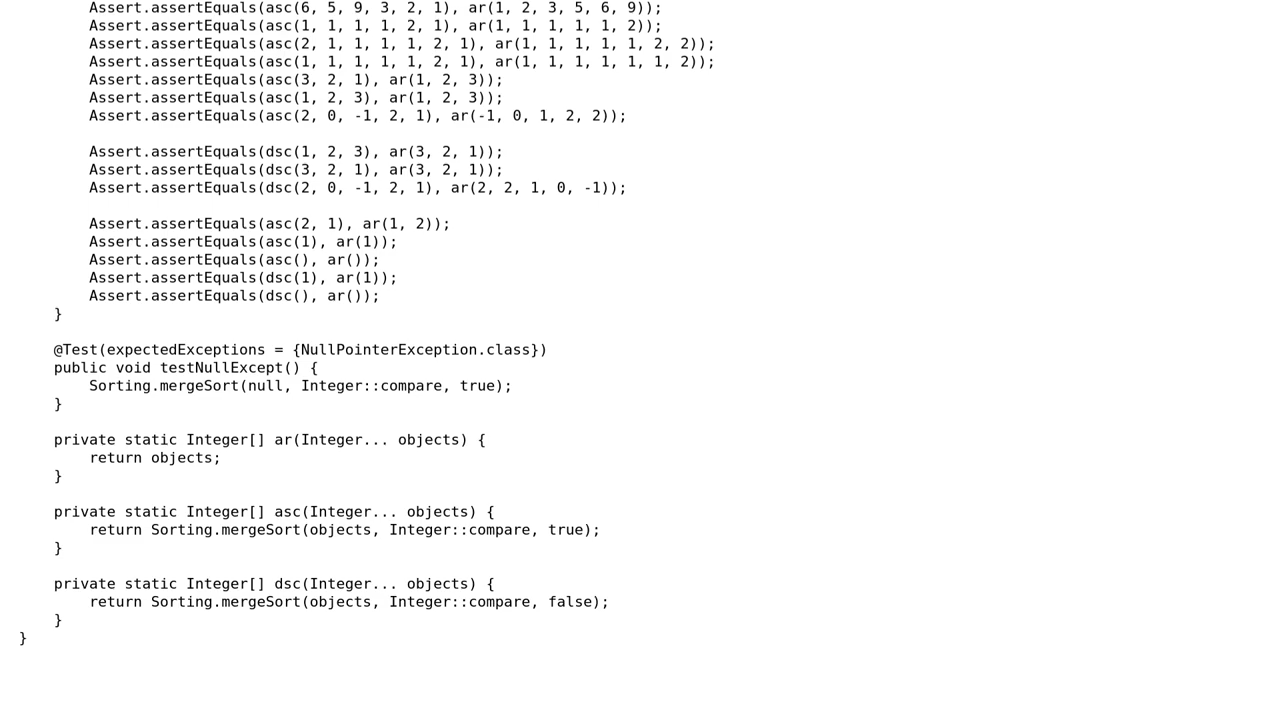 Assert.assertEquals(asc(6, 5, 9, 3, 2, 1), ar(1, 2, 3, 5, 6, 9));
        Assert.assertEquals(asc(1, 1, 1, 1, 2, 1), ar(1, 1, 1, 1, 1, 2));
        Assert.assertEquals(asc(2, 1, 1, 1, 1, 2, 1), ar(1, 1, 1, 1, 1, 2, 2));
        Assert.assertEquals(asc(1, 1, 1, 1, 1, 2, 1), ar(1, 1, 1, 1, 1, 1, 2));
        Assert.assertEquals(asc(3, 2, 1), ar(1, 2, 3));
        Assert.assertEquals(asc(1, 2, 3), ar(1, 2, 3));
        Assert.assertEquals(asc(2, 0, -1, 2, 1), ar(-1, 0, 1, 2, 2));

        Assert.assertEquals(dsc(1, 2, 3), ar(3, 2, 1));
        Assert.assertEquals(dsc(3, 2, 1), ar(3, 2, 1));
        Assert.assertEquals(dsc(2, 0, -1, 2, 1), ar(2, 2, 1, 0, -1));

        Assert.assertEquals(asc(2, 1), ar(1, 2));
        Assert.assertEquals(asc(1), ar(1));
        Assert.assertEquals(asc(), ar());
        Assert.assertEquals(dsc(1), ar(1));
        Assert.assertEquals(dsc(), ar());
    }

    @Test(expectedExceptions = {NullPointerException.class})
    public void testNullExcept() {
        Sorting.mergeSort(null, Integer::compare, true);
    }

    private static Integer[] ar(Integer... objects) {
        return objects;
    }

    private static Integer[] asc(Integer... objects) {
        return Sorting.mergeSort(objects, Integer::compare, true);
    }

    private static Integer[] dsc(Integer... objects) {
        return Sorting.mergeSort(objects, Integer::compare, false);
    }
}